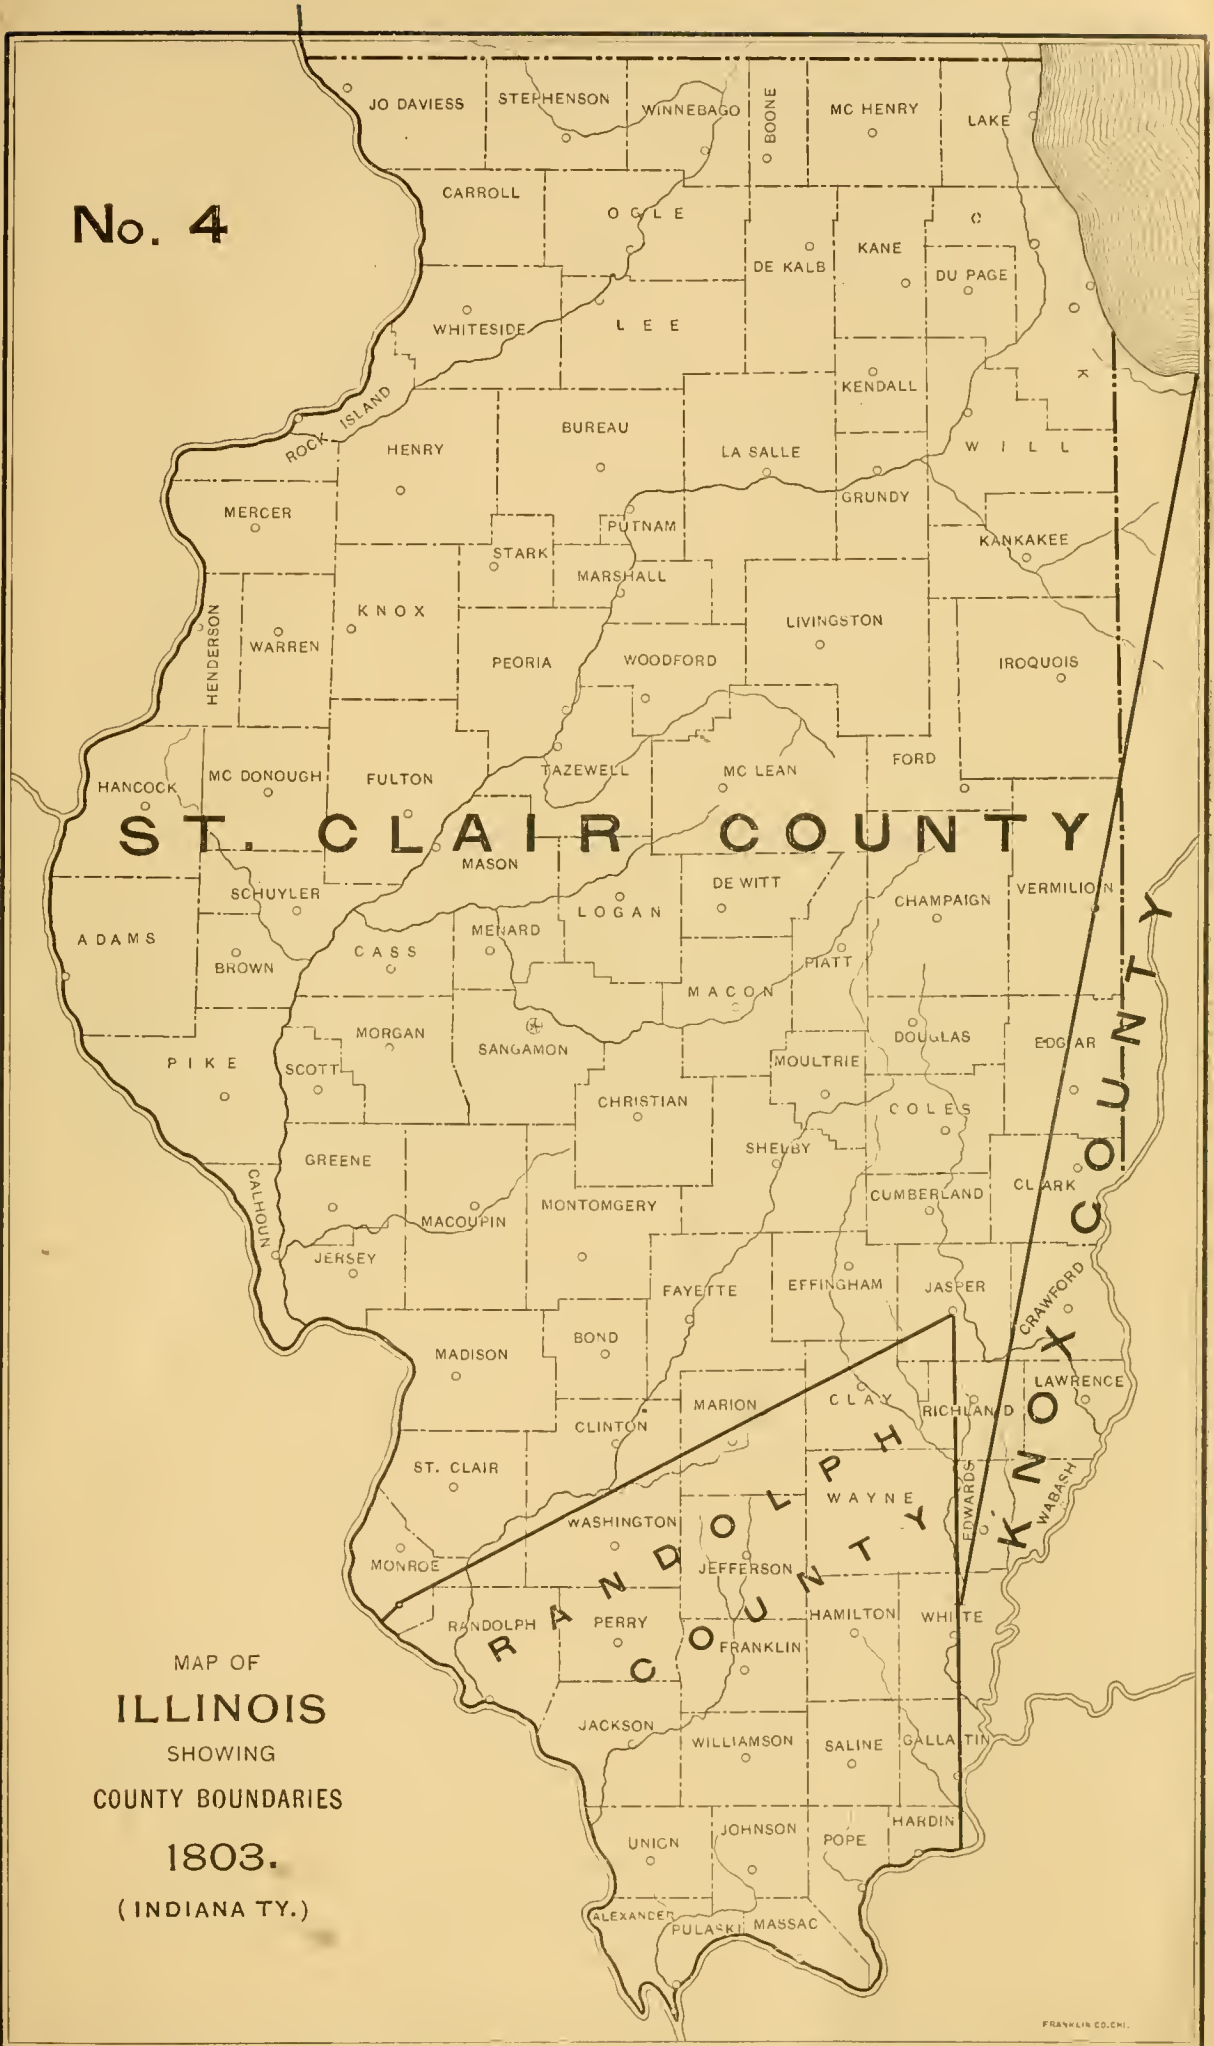 No. 4
JO DAVIESS
STEPHENSON
WINNEBAGO
BOONE
MC HENRY
LAKE
CARROLL
OGLE
DE KALB
KANE
C
O
O
K
DU PAGE
WHITESIDE
LEE
KENDALL
ROCK ISLAND
HENRY
BUREAU
LA SALLE
WILL
GRUNDY
MERCER
PUTNAM
STARK
KANKAKEE
MARSHALL
HENDERSON
WARREN
KNOX
PEORIA
WOODFORD
LIVINGSTON
IROQUOIS
HANCOCK
MC DONOUGH
FULTON
TAZEWELL
MC LEAN
FORD
ST. CLAIR COUNTY
MASON
SCHUYLER
LOGAN
DE WITT
CHAMPAIGN
VERMILION
ADAMS
BROWN
CASS
MENARD
PIATT
MACON
PIKE
SCOTT
MORGAN
SANGAMON
MOULTRIE
DOUGLAS
EDGAR
CHRISTIAN
COLES
SHELBY
GREENE
CALHOUN
MACOUPIN
MONTOMGERY
CUMBERLAND
CLARK
JERSEY
FAYETTE
EFFINGHAM
JASPER
CRAWFORD
MADISON
BOND
MARION
CLAY
RICHLAND
LAWRENCE
CLINTON
ST. CLAIR
WAYNE
EDWARDS
WABASH
KNOX COUNTY
WASHINGTON
MONROE
JEFFERSON
RANDOLPH
COUNTY
RANDOLPH
PERRY
FRANKLIN
HAMILTON
WHITE
JACKSON
WILLIAMSON
SALINE
GALLATIN
UNION
JOHNSON
POPE
HARDIN
ALEXANDER
PULASKI
MASSAC
MAP OF
ILLINOIS
SHOWING
COUNTY BOUNDARIES
1803.
(INDIANA TY.)
FRANKLIN CO. CHI.